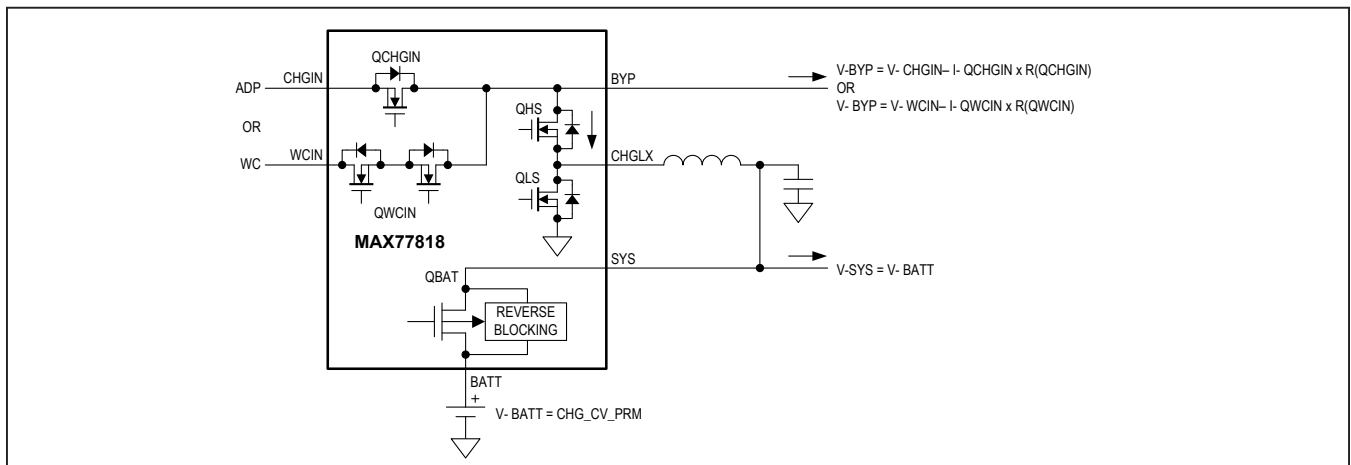 QCHGIN
CHGIN
ADP
BYP
V-BYP = V- CHGIN– I- QCHGIN x R(QCHGIN)
OR
V- BYP = V- WCIN– I- QWCIN x R(QWCIN)
QHS
OR
WCIN
WC
CHGLX
QLS
QWCIN
MAX77818
SYS
QBAT
V-SYS = V- BATT
REVERSE
BLOCKING
BATT
+
V- BATT = CHG_CV_PRM